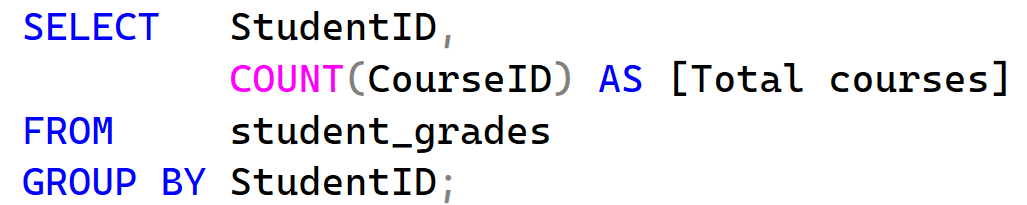 SELECT   StudentID,
         COUNT(CourseID) AS [Total courses]
FROM     student_grades
GROUP BY StudentID;